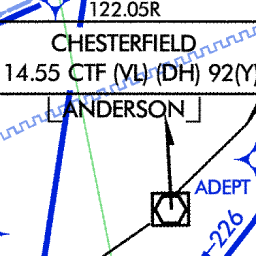 122.05R
CHESTERFIELD
14.55 CTF (VL) (DH) 92(Y)
ANDERSON
ADEPT
226